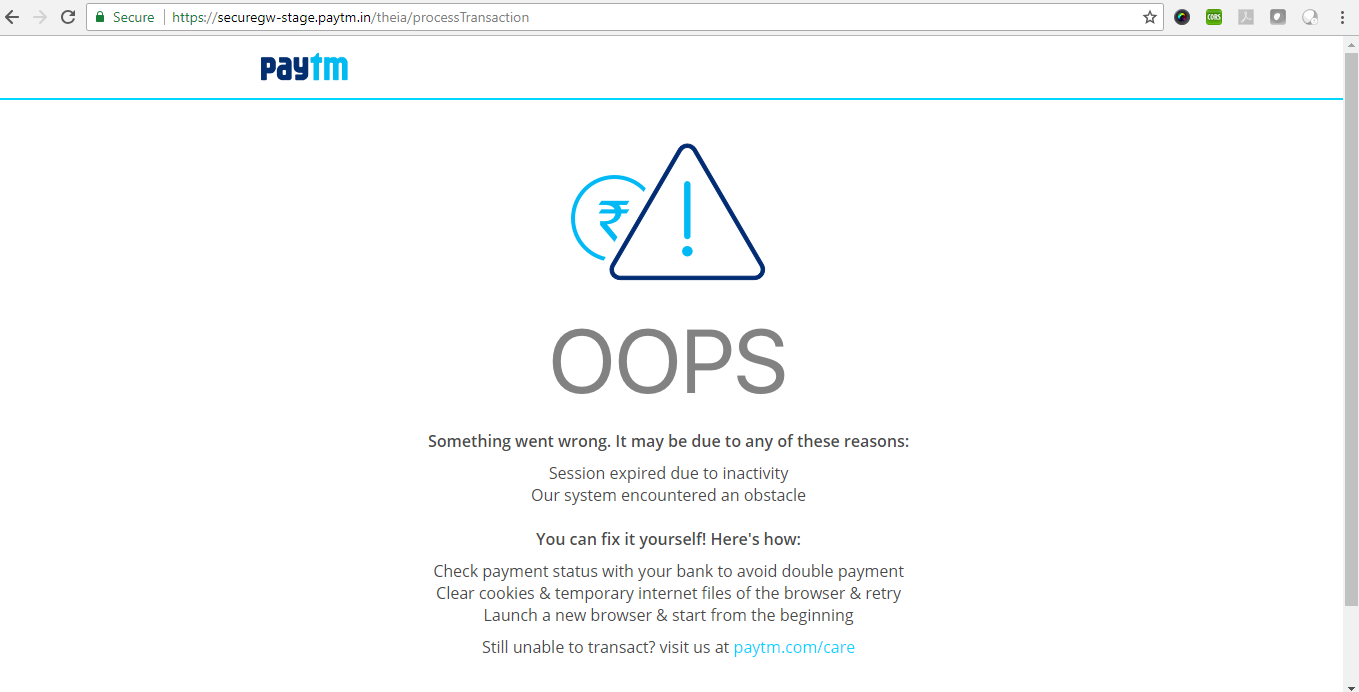 Secure
https://securegw-stage.paytm.in/theia/processTransaction
CORS
paytm
₹
!
OOPS
Something went wrong. It may be due to any of these reasons:
Session expired due to inactivity
Our system encountered an obstacle
You can fix it yourself! Here's how:
Check payment status with your bank to avoid double payment
Clear cookies & temporary internet files of the browser & retry
Launch a new browser & start from the beginning
Still unable to transact? visit us at paytm.com/care